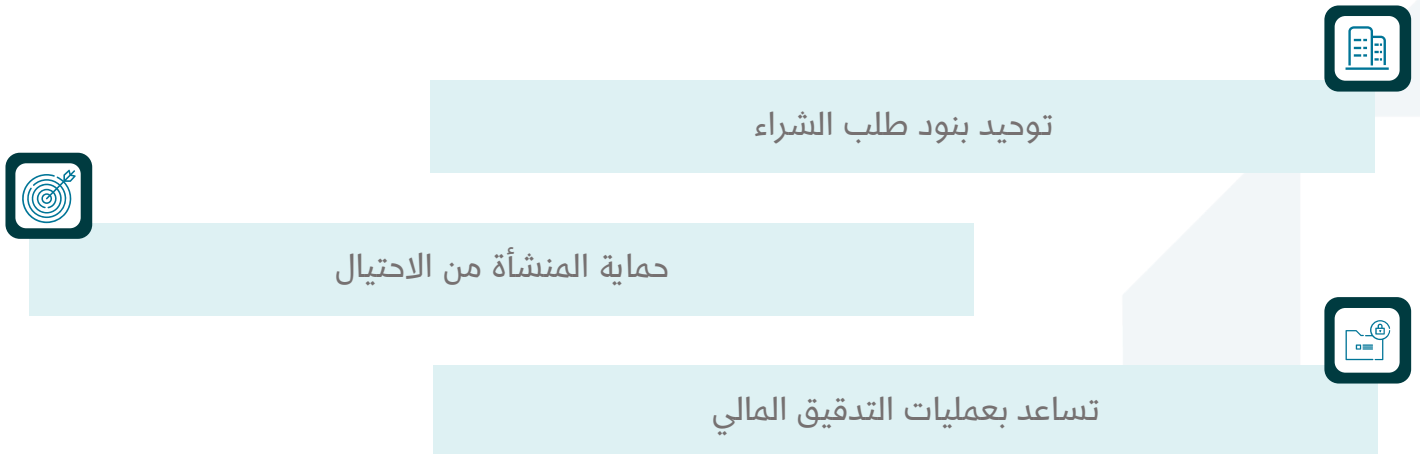 توحيد بنود طلب الشراء
حماية المنشأة من الاحتيال
تساعد بعمليات التدقيق المالي